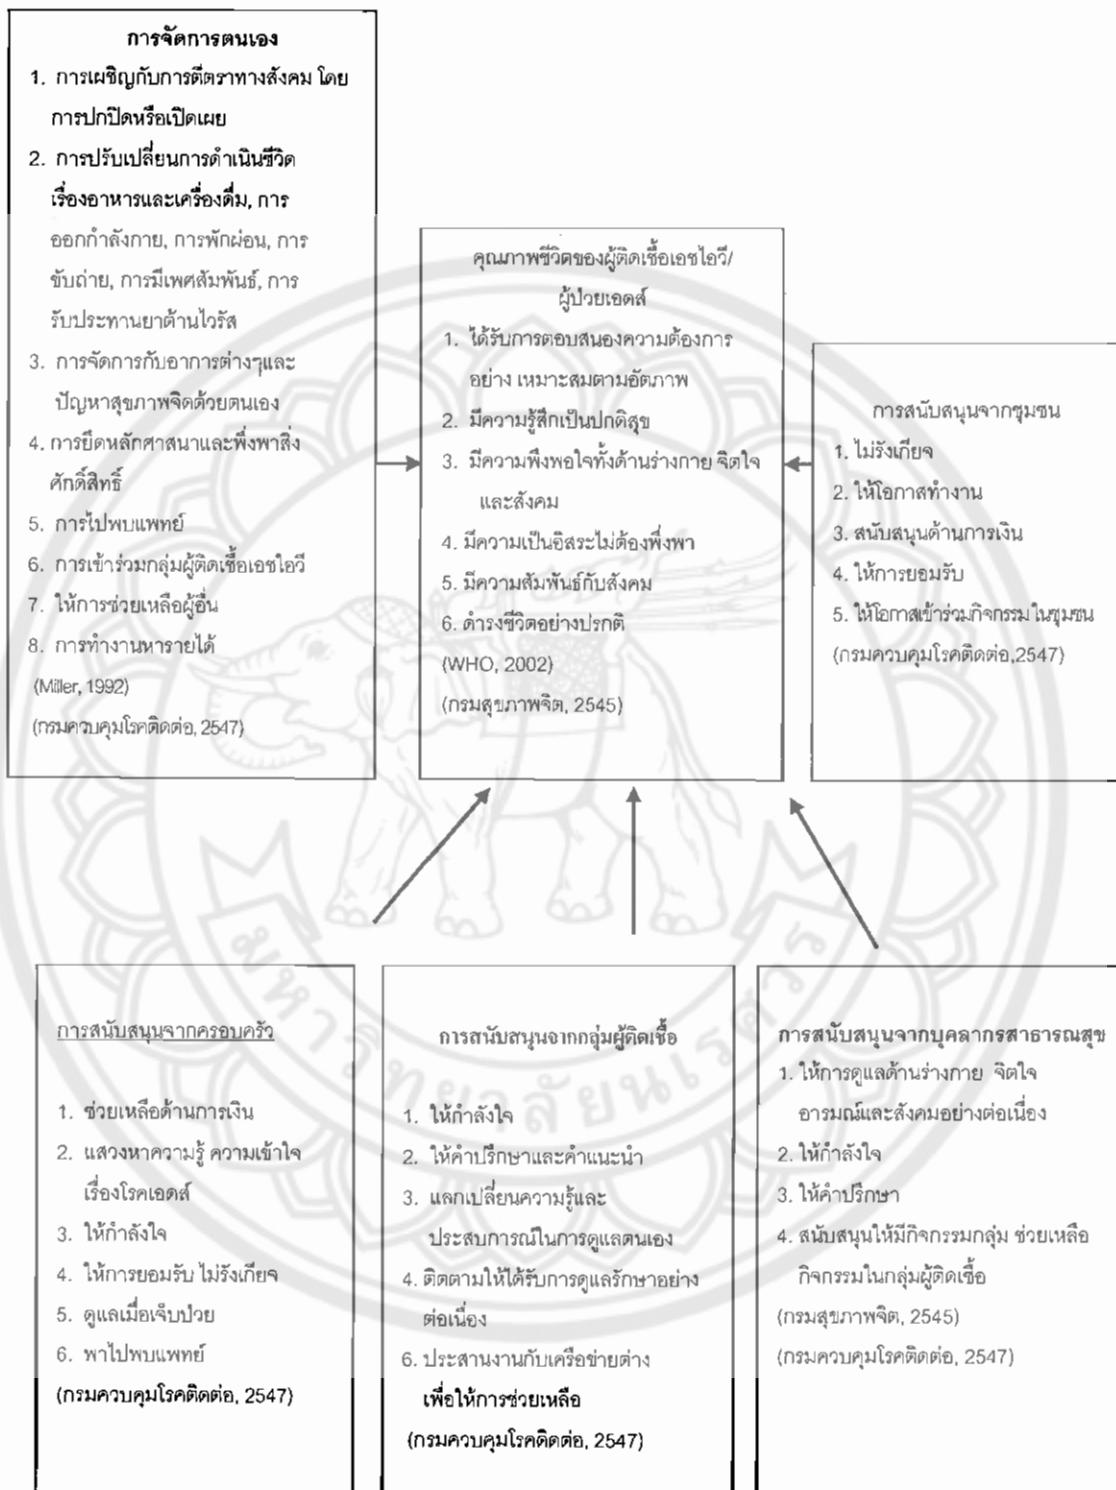 การจัดการตนเอง
1. การเผชิญกับการตีตราทางสังคม โดย
การปกปิดหรือเปิดเผย
2. การปรับเปลี่ยนการดำเนินชีวิต
เรื่องอาหารและเครื่องดื่ม, การ
ออกกำลังกาย, การพักผ่อน, การ
ขับถ่าย, การมีเพศสัมพันธ์, การ
รับประทานยาต้านไวรัส
3. การจัดการกับอาการต่างๆและ
ปัญหาสุขภาพจิตด้วยตนเอง
4. การยึดหลักศาสนาและพึ่งพาสิ่ง
ศักดิ์สิทธิ์
5. การไปพบแพทย์
6. การเข้าร่วมกลุ่มผู้ติดเชื้อเอชไอวี
7. ให้การช่วยเหลือผู้อื่น
8. การทำงานหารายได้
(Miller, 1992)
(กรมควบคุมโรคติดต่อ, 2547)
คุณภาพชีวิตของผู้ติดเชื้อเอชไอวี/
ผู้ป่วยเอดส์
1. ได้รับการตอบสนองความต้องการ
อย่าง เหมาะสมตามอัตภาพ
2. มีความรู้สึกเป็นปกติสุข
3. มีความพึงพอใจทั้งด้านร่างกาย จิตใจ
และสังคม
4. มีความเป็นอิสระไม่ต้องพึ่งพา
5. มีความสัมพันธ์กับสังคม
6. ดำรงชีวิตอย่างปรกติ
(WHO, 2002)
(กรมสุขภาพจิต, 2545)
การสนับสนุนจากชุมชน
1. ไม่รังเกียจ
2. ให้โอกาสทำงาน
3. สนับสนุนด้านการเงิน
4. ให้การยอมรับ
5. ให้โอกาสเข้าร่วมกิจกรรม ในชุมชน
(กรมควบคุมโรคติดต่อ,2547)
การสนับสนุนจากครอบครัว
1. ช่วยเหลือด้านการเงิน
2. แสวงหาความรู้ ความเข้าใจ
เรื่องโรคเอดส์
3. ให้กำลังใจ
4. ให้การยอมรับ ไม่รังเกียจ
5. ดูแลเมื่อเจ็บป่วย
6. พาไปพบแพทย์
(กรมควบคุมโรคติดต่อ, 2547)
การสนับสนุนจากกลุ่มผู้ติดเชื้อ
1. ให้กำลังใจ
2. ให้คำปรึกษาและคำแนะนำ
3. แลกเปลี่ยนความรู้และ
ประสบการณ์ในการดูแลตนเอง
4. ติดตามให้ได้รับการดูแลรักษาอย่าง
ต่อเนื่อง
6. ประสานงานกับเครือข่ายต่าง
เพื่อให้การช่วยเหลือ
(กรมควบคุมโรคติดต่อ, 2547)
การสนับสนุนจากบุคลากรสาธารณสุข
1. ให้การดูแลด้านร่างกาย จิตใจ
อารมณ์และสังคมอย่างต่อเนื่อง
2. ให้กำลังใจ
3. ให้คำปรึกษา
4. สนับสนุนให้มีกิจกรรมกลุ่ม ช่วยเหลือ
กิจกรรมในกลุ่มผู้ติดเชื้อ
(กรมสุขภาพจิต, 2545)
(กรมควบคุมโรคติดต่อ, 2547)
มหาวิทยาลัยนเรศวร